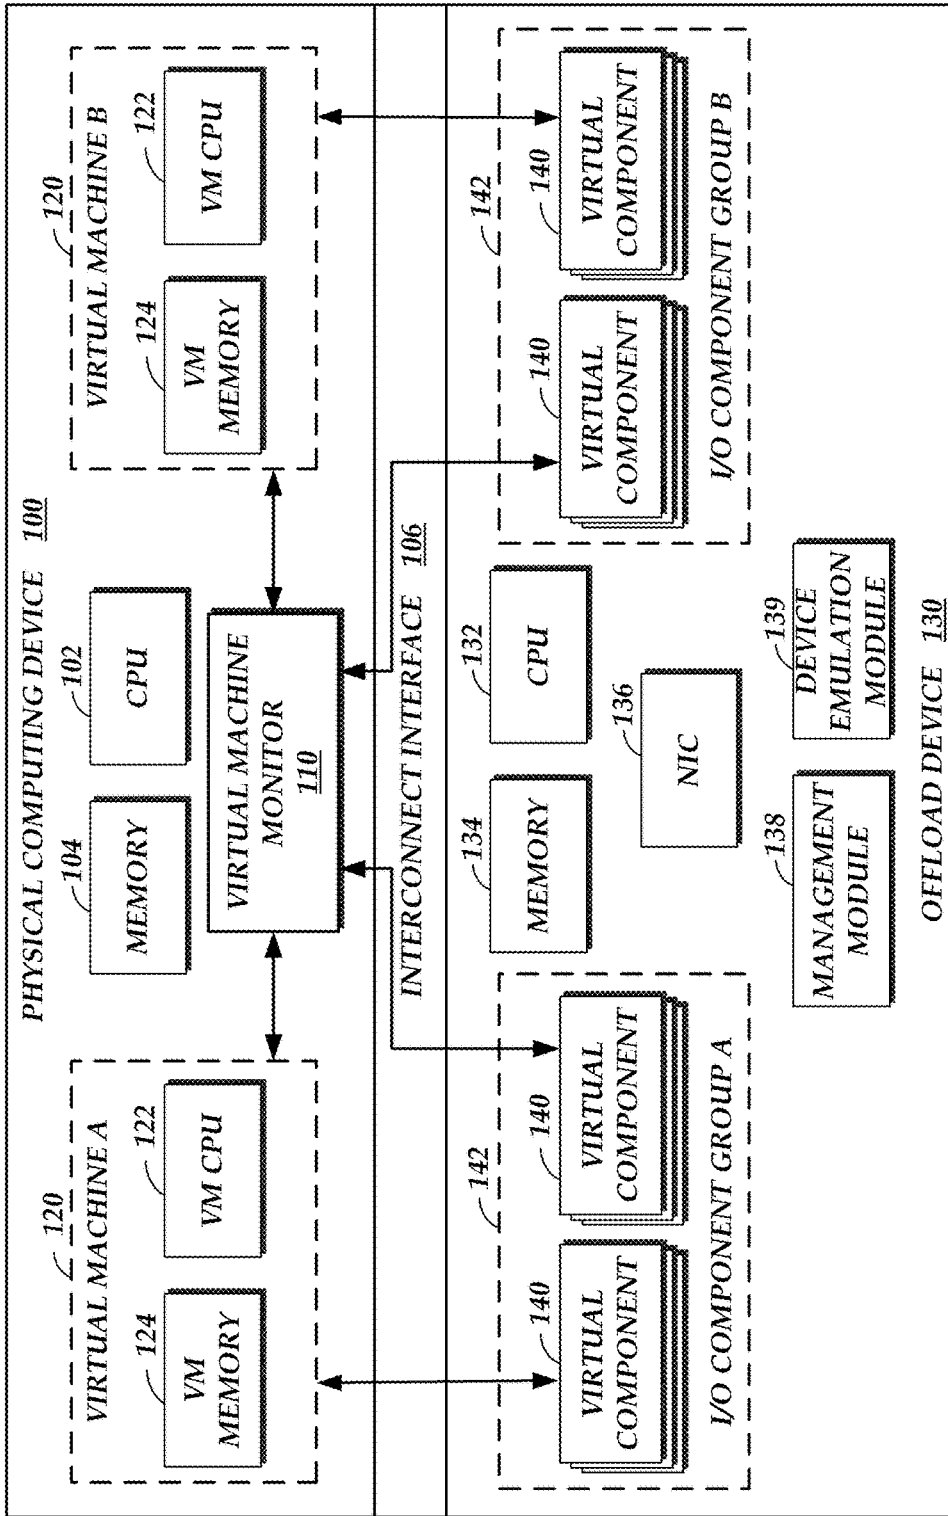 PHYSICAL COMPUTING DEVICE 100
120
VIRTUAL MACHINE A
124
VM
MEMORY
122
VM CPU
104
MEMORY
102
CPU
VIRTUAL MACHINE
MONITOR
110
120
VIRTUAL MACHINE B
124
VM
MEMORY
122
VM CPU
INTERCONNECT INTERFACE 106
142
140
VIRTUAL
COMPONENT
140
VIRTUAL
COMPONENT
I/O COMPONENT GROUP A
134
MEMORY
132
CPU
136
NIC
142
140
VIRTUAL
COMPONENT
140
VIRTUAL
COMPONENT
I/O COMPONENT GROUP B
138
MANAGEMENT
MODULE
139
DEVICE
EMULATION
MODULE
OFFLOAD DEVICE 130